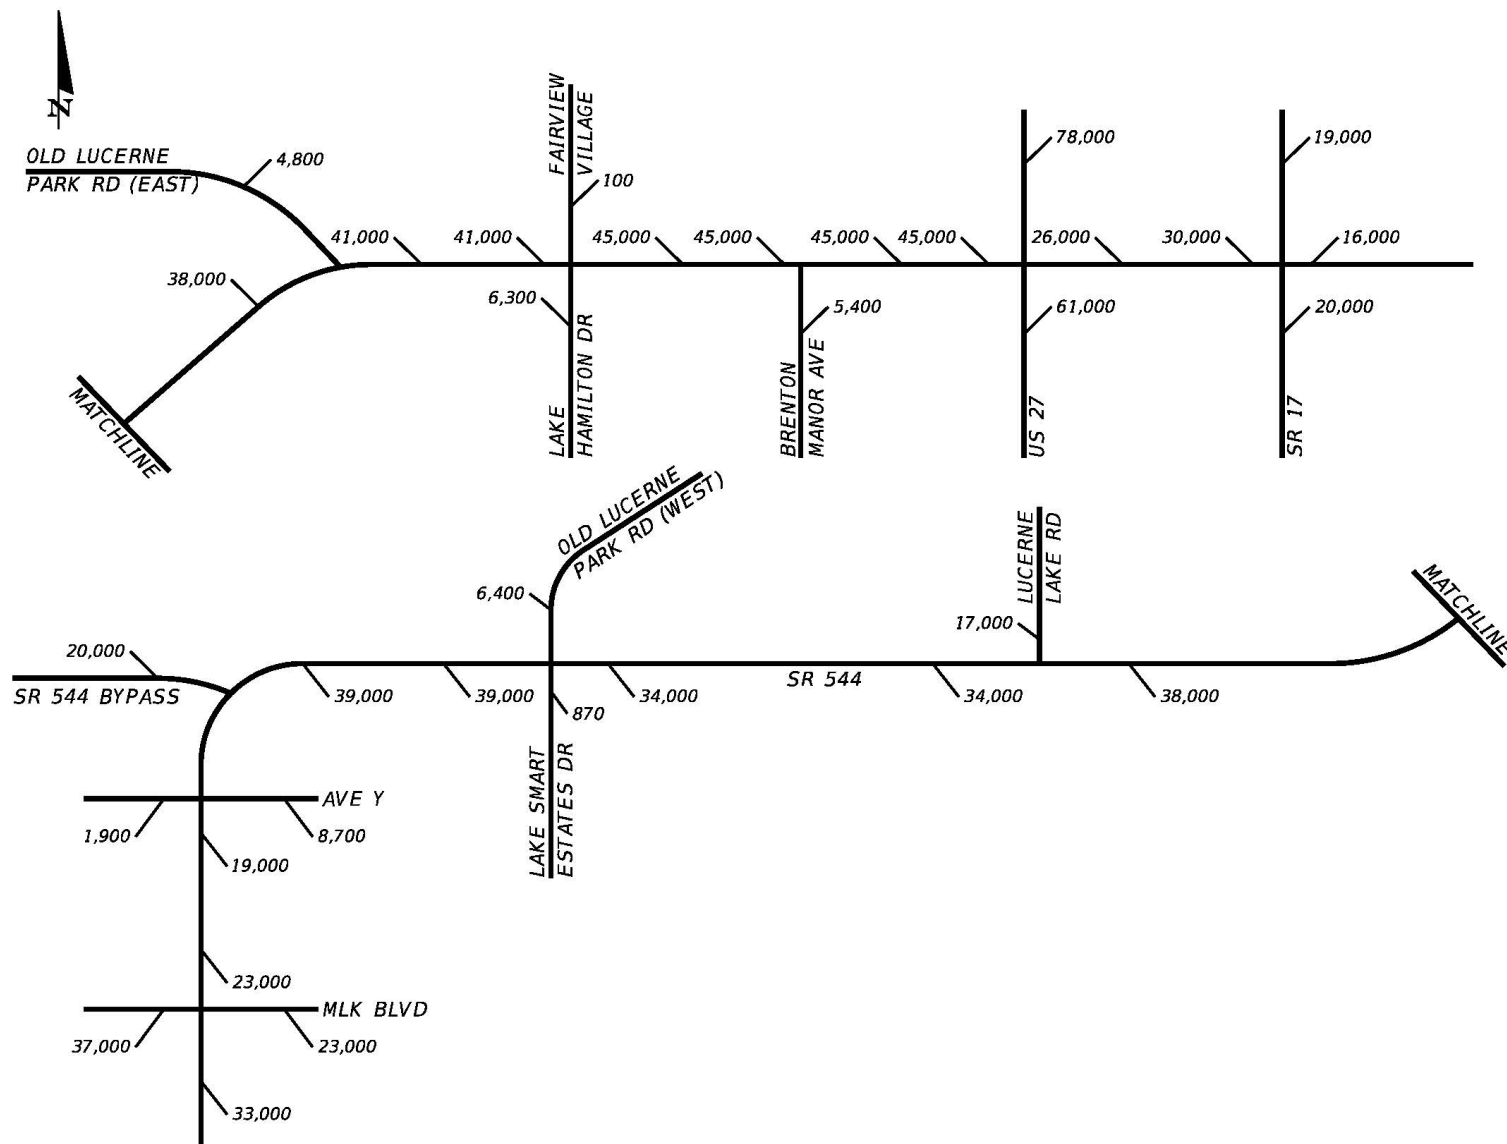 N
OLD LUCERNE
PARK RD (EAST)
4,800
38,000
MATCHLINE
41,000
41,000
FAIRVIEW
VILLAGE
100
6,300
LAKE
HAMILTON DR
45,000
45,000
5,400
BRENTON
MANOR AVE
45,000
45,000
78,000
61,000
US 27
26,000
30,000
19,000
16,000
20,000
SR 17
OLD LUCERNE
PARK RD (WEST)
6,400
LUCERNE
LAKE RD
17,000
MATCHLINE
20,000
SR 544 BYPASS
39,000
39,000
34,000
SR 544
34,000
38,000
870
LAKE SMART
ESTATES DR
AVE Y
1,900
8,700
19,000
23,000
MLK BLVD
37,000
23,000
33,000